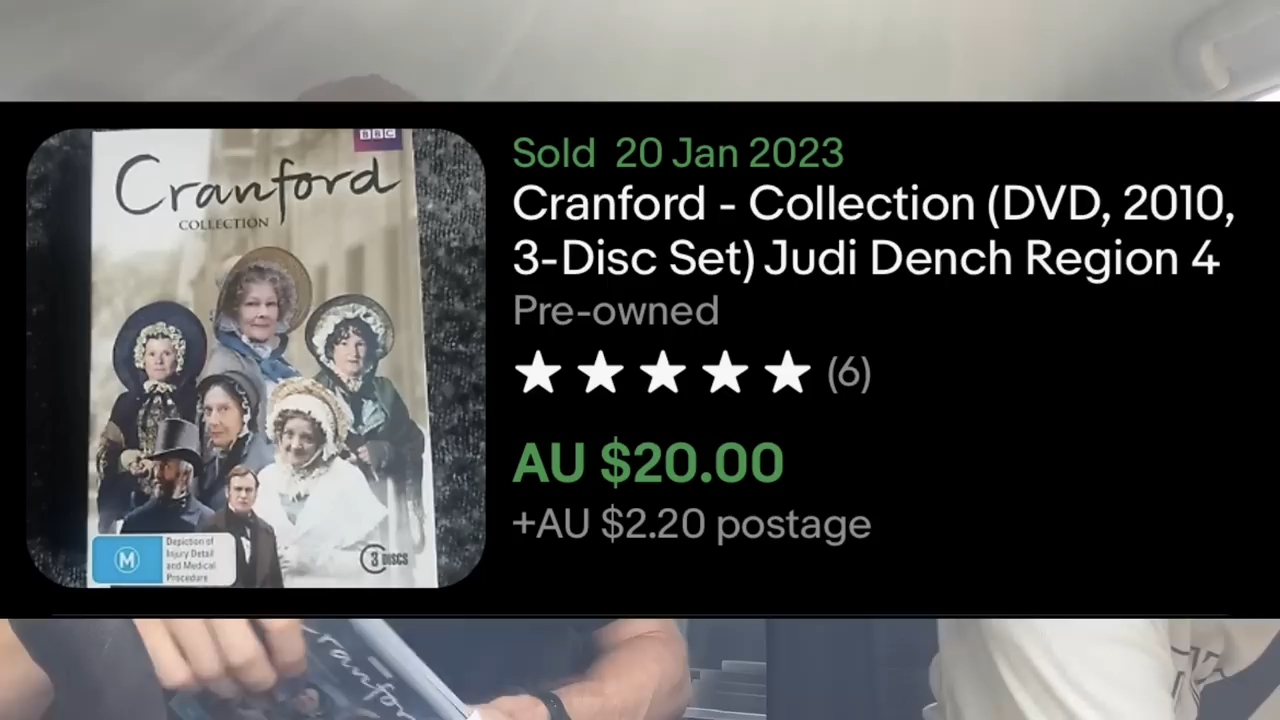 BBC
Cranford
COLLECTION
M
Depiction of
Injury Detail
and Medical
Procedure
3 DISCS
Sold 20 Jan 2023
Cranford - Collection (DVD, 2010,
3-Disc Set) Judi Dench Region 4
Pre-owned
(6)
AU $20.00
+AU $2.20 postage
Cranfor